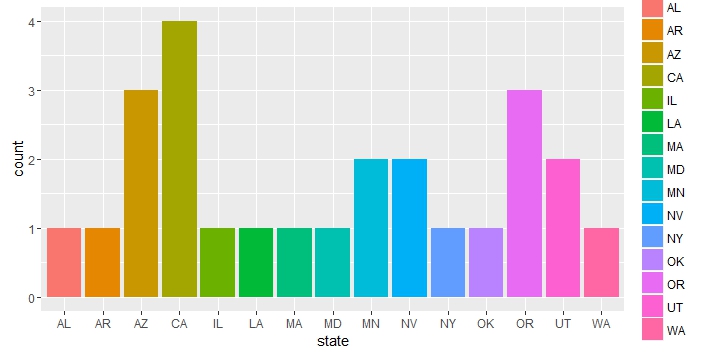 count
4
3
2
1
0
AL AR AZ CA IL LA MA MD MN NV NY OK OR UT WA
state
AL
AR
AZ
CA
IL
LA
MA
MD
MN
NV
NY
OK
OR
UT
WA